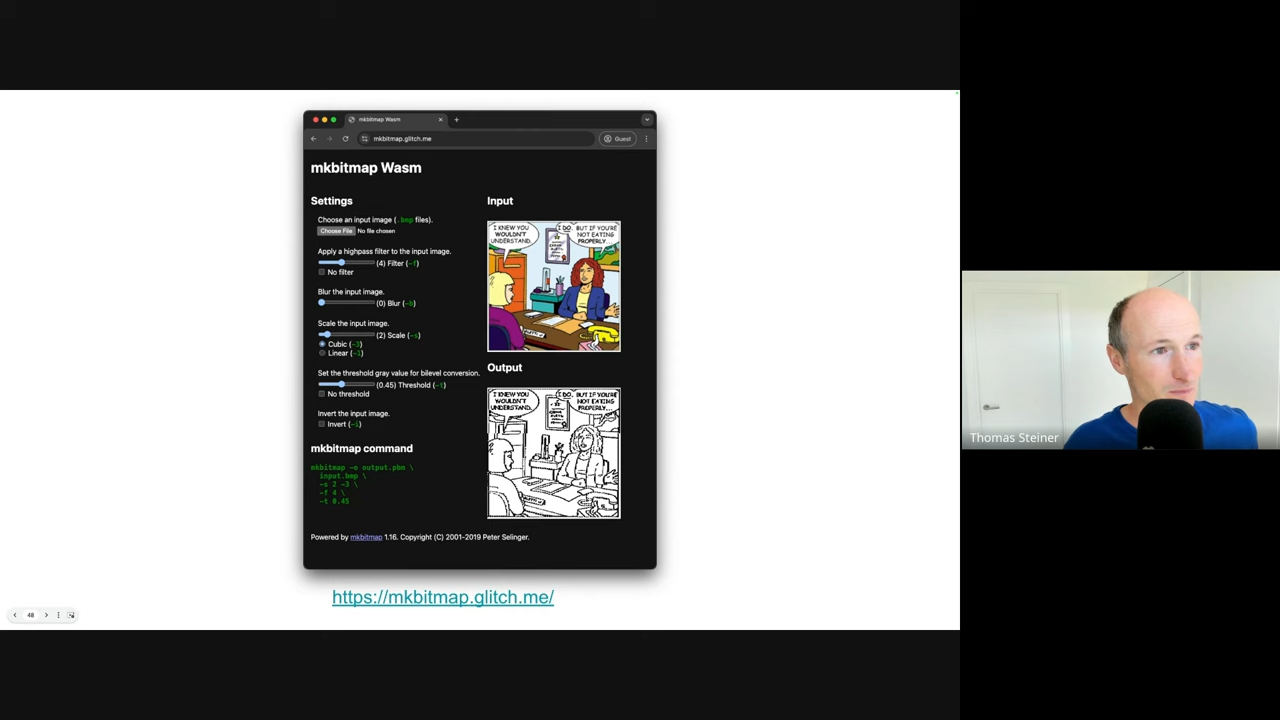 mkbitmap Wasm
mkbitmap.glitch.me
Guest
mkbitmap Wasm
Settings
Choose an input image (.bmp files).
Choose File No file chosen
Apply a highpass filter to the input image.
(4) Filter (-f)
No filter
Blur the input image.
(0) Blur (-b)
Scale the input image.
(2) Scale (-s)
Cubic (-3)
Linear (-1)
Set the threshold gray value for bilevel conversion.
(0.45) Threshold (-t)
No threshold
Invert the input image.
Invert (-i)
mkbitmap command
mkbitmap -o output.pbm \
input.bmp \
-s 2 -3 \
-f 4 \
-t 0.45
Input
I KNEW YOU
WOULDN'T
UNDERSTAND.
I DO. BUT IF YOU'RE
NOT EATING
PROPERLY...
Output
I KNEW YOU
WOULDN'T
UNDERSTAND.
I DO. BUT IF YOU'RE
NOT EATING
PROPERLY...
Powered by mkbitmap 1.16. Copyright (C) 2001-2019 Peter Selinger.
https://mkbitmap.glitch.me/
48
Thomas Steiner